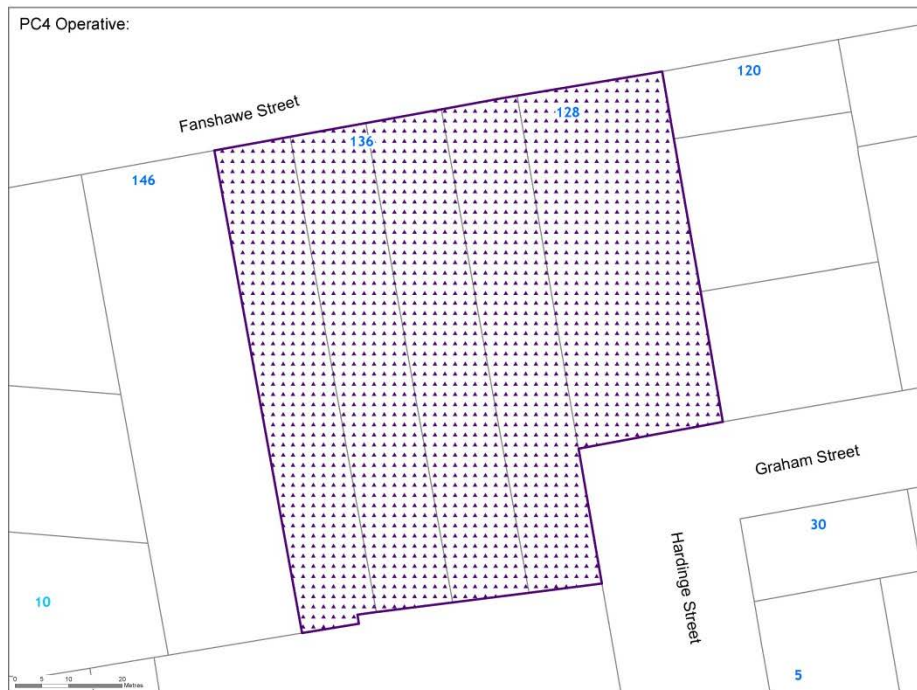 PC4 Operative:
Fanshawe Street
120
128
136
146
Graham Street
30
Hardinge Street
10
5
0 5 10 20
Metres